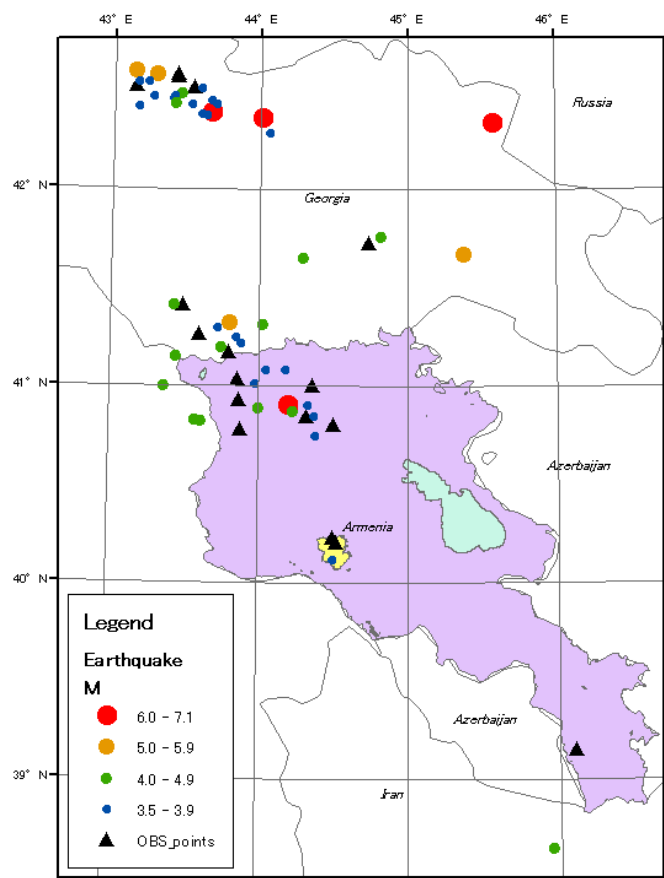 43° E 44° E 45° E 46° E
Russia
42° N
Georgia
41° N
Azerbaijan
Armenia
40° N
Legend
Earthquake
M
6.0 - 7.1
Azerbaijan
5.0 - 5.9
39° N
4.0 - 4.9
Iran
3.5 - 3.9
OBS_points